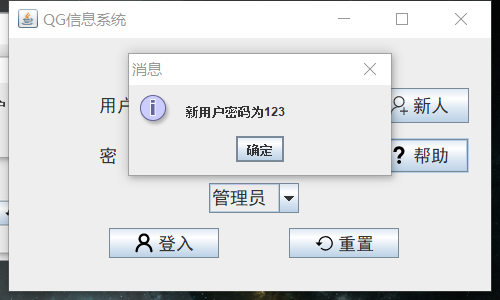 QG信息系统
消息
新用户密码为123
确定
用户
新人
密
帮助
管理员
登入
重置